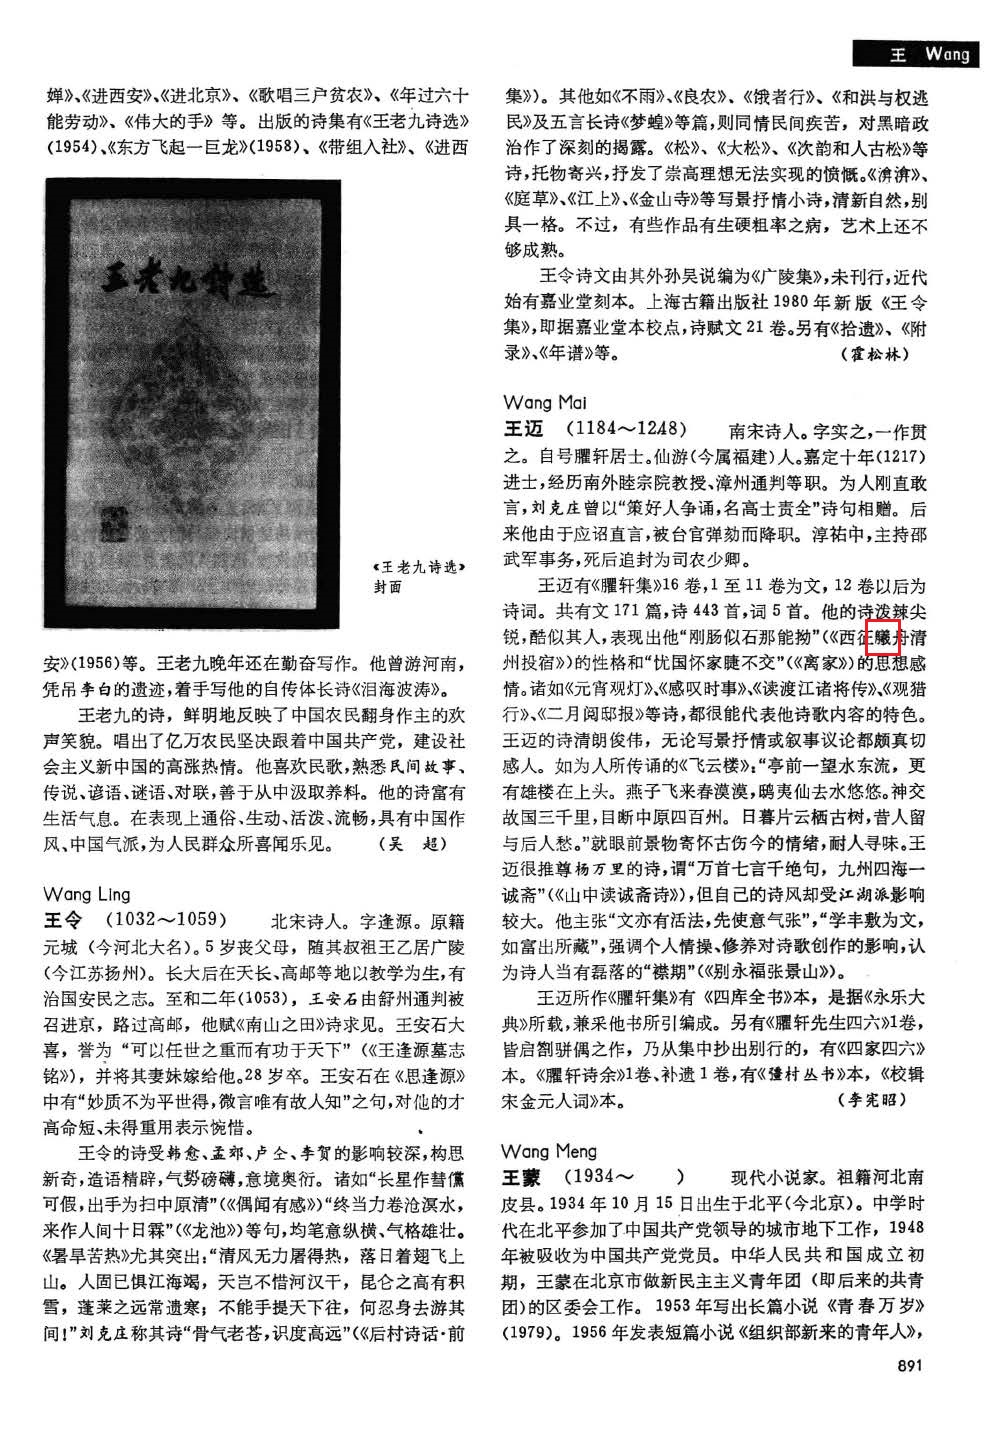 王 Wang
婵》、《进西安》、《进北京》、《歌唱三户贫农》、《年过六十
能劳动》、《伟大的手》等。出版的诗集有《王老九诗选》
(1954)、《东方飞起一巨龙》(1958)、《带组入社》、《进西
王老九诗选
《王老九诗选》
封面
安》(1956)等。王老九晚年还在勤奋写作。他曾游河南，
凭吊李白的遗迹，着手写他的自传体长诗《泪海波涛》。
王老九的诗，鲜明地反映了中国农民翻身作主的欢
声笑貌。唱出了亿万农民坚决跟着中国共产党，建设社
会主义新中国的高涨热情。他喜欢民歌，熟悉民间故事、
传说、谚语、谜语、对联，善于从中汲取养料。他的诗富有
生活气息。在表现上通俗、生动、活泼、流畅，具有中国作
风、中国气派，为人民群众所喜闻乐见。 (吴 超)
Wang Ling
王令 (1032～1059) 北宋诗人。字逢源。原籍
元城（今河北大名）。5岁丧父母，随其叔祖王乙居广陵
(今江苏扬州)。长大后在天长、高邮等地以教学为生，有
治国安民之志。至和二年(1053)，王安石由舒州通判被
召进京，路过高邮，他赋《南山之田》诗求见。王安石大
喜，誉为“可以任世之重而有功于天下”（《王逢源墓志
铭》），并将其妻妹嫁给他。28岁卒。王安石在《思逢源》
中有“妙质不为平世得，微言唯有故人知”之句，对他的才
高命短、未得重用表示惋惜。
王令的诗受韩愈、孟郊、卢仝、李贺的影响较深，构思
新奇，造语精辟，气势磅礴，意境奥衍。诸如“长星作彗傥
可假，出手为扫中原清”(《偶闻有感》)“终当力卷沧溟水，
来作人间十日霖”(《龙池》)等句，均笔意纵横、气格雄壮。
《暑旱苦热》尤其突出：“清风无力屠得热，落日着翅飞上
山。人固已惧江海竭，天岂不惜河汉干，昆仑之高有积
雪，蓬莱之远常遗寒；不能手提天下往，何忍身去游其
间！”刘克庄称其诗“骨气老苍，识度高远”(《后村诗话·前
集》)。其他如《不雨》、《良农》、《饿者行》、《和洪与权逃
民》及五言长诗《梦蝗》等篇，则同情民间疾苦，对黑暗政
治作了深刻的揭露。《松》、《大松》、《次韵和人古松》等
诗，托物寄兴，抒发了崇高理想无法实现的愤慨。《渰渰》、
《庭草》、《江上》、《金山寺》等写景抒情小诗，清新自然，别
具一格。不过，有些作品有生硬粗率之病，艺术上还不
够成熟。
王令诗文由其外孙吴说编为《广陵集》，未刊行，近代
始有嘉业堂刻本。上海古籍出版社1980年新版《王令
集》，即据嘉业堂本校点，诗赋文21卷。另有《拾遗》、《附
录》、《年谱》等。 (霍松林)
Wang Mai
王迈 (1184～1248) 南宋诗人。字实之，一作贯
之。自号臞轩居士。仙游(今属福建)人。嘉定十年(1217)
进士，经历南外睦宗院教授、漳州通判等职。为人刚直敢
言，刘克庄曾以“策好人争诵，名高士责全”诗句相赠。后
来他由于应诏直言，被台官弹劾而降职。淳祐中，主持邵
武军事务，死后追封为司农少卿。
王迈有《臞轩集》16卷，1至11卷为文，12卷以后为
诗词。共有文171篇，诗443首，词5首。他的诗泼辣尖
锐，酷似其人，表现出他“刚肠似石那能拗”(《西征舣舟清
州投宿》)的性格和“忧国怀家睫不交”(《离家》)的思想感
情。诸如《元宵观灯》、《感叹时事》、《读渡江诸将传》、《观猎
行》、《二月阅邸报》等诗，都很能代表他诗歌内容的特色。
王迈的诗清朗俊伟，无论写景抒情或叙事议论都颇真切
感人。如为人所传诵的《飞云楼》：“亭前一望水东流，更
有雄楼在上头。燕子飞来春漠漠，鸱夷仙去水悠悠。神交
故国三千里，目断中原四百州。日暮片云栖古树，昔人留
与后人愁。”就眼前景物寄怀古伤今的情绪，耐人寻味。王
迈很推尊杨万里的诗，谓“万首七言千绝句，九州四海一
诚斋”(《山中读诚斋诗》)，但自己的诗风却受江湖派影响
较大。他主张“文亦有活法，先使意气张”，“学丰敷为文，
如富出所藏”，强调个人情操、修养对诗歌创作的影响，认
为诗人当有磊落的“襟期”(《别永福张景山》)。
王迈所作《臞轩集》有《四库全书》本，是据《永乐大
典》所载，兼采他书所引编成。另有《臞轩先生四六》1卷，
皆启劄骈偶之作，乃从集中抄出别行的，有《四家四六》
本。《臞轩诗余》1卷、补遗1卷，有《彊村丛书》本，《校辑
宋金元人词》本。 (李宪昭)
Wang Meng
王蒙 (1934～ ) 现代小说家。祖籍河北南
皮县。1934年10月15日出生于北平(今北京)。中学时
代在北平参加了中国共产党领导的城市地下工作，1948
年被吸收为中国共产党党员。中华人民共和国成立初
期，王蒙在北京市做新民主主义青年团（即后来的共青
团)的区委会工作。1953年写出长篇小说《青春万岁》
(1979)。1956年发表短篇小说《组织部新来的青年人》，
891